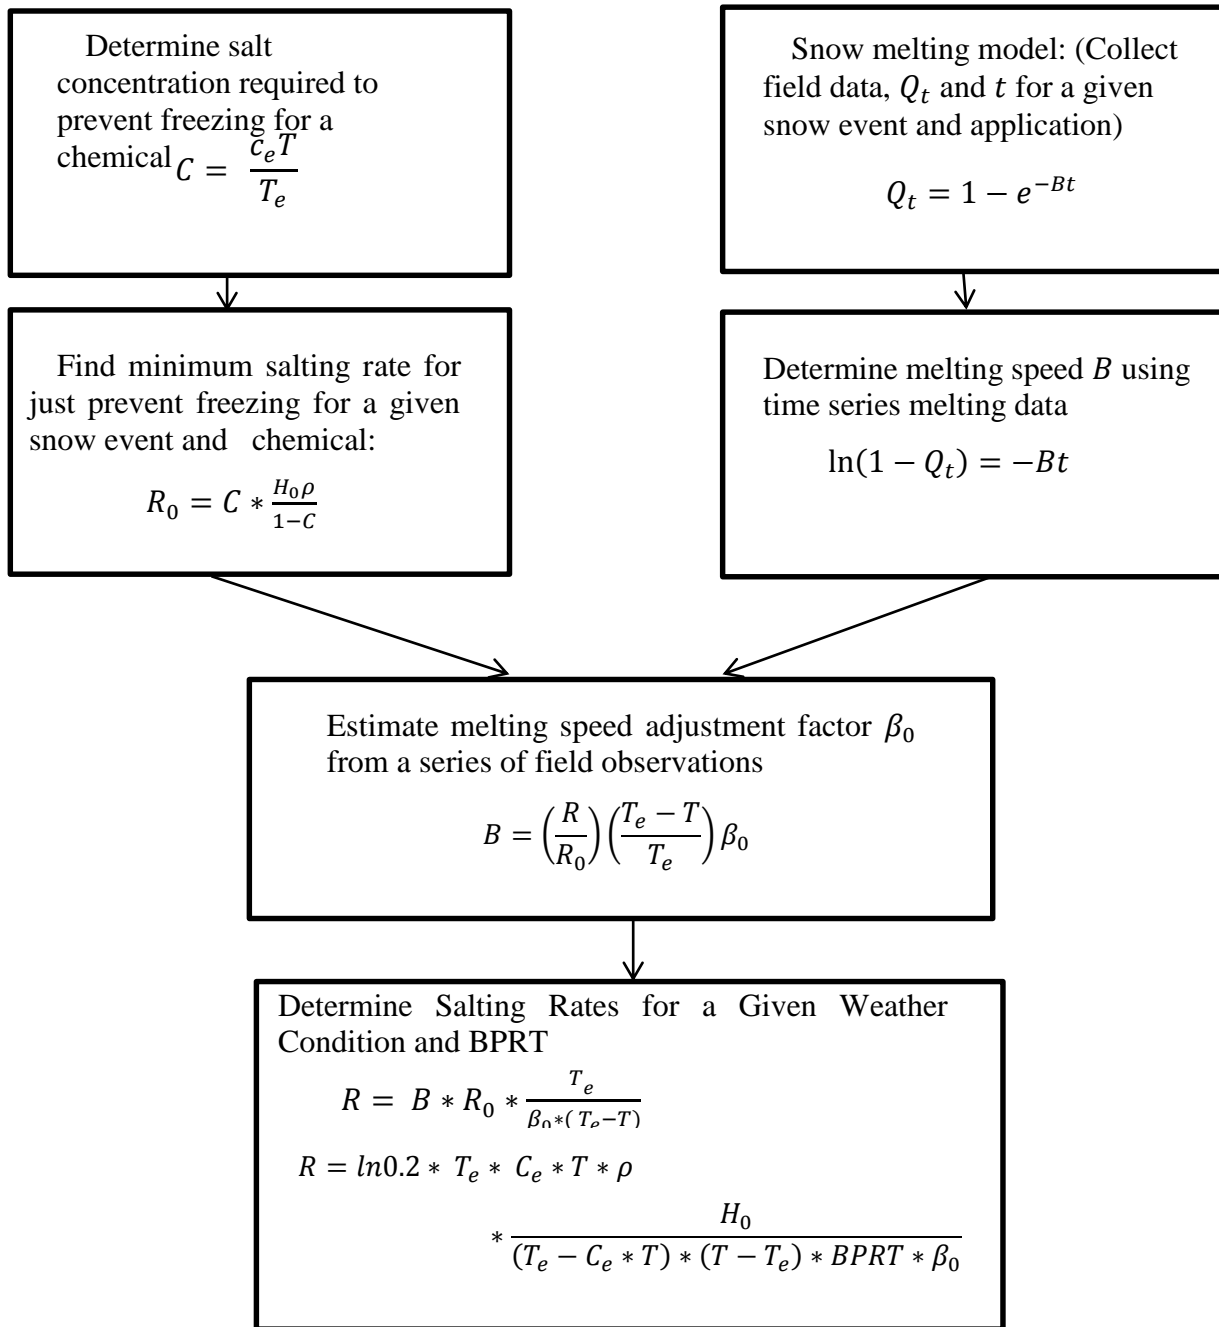 Determine salt
concentration required to
prevent freezing for a
chemical C = c_e T / T_e
Find minimum salting rate for
just prevent freezing for a given
snow event and chemical:
R_0 = C * H_0 ρ / 1−C
Snow melting model: (Collect
field data, Q_t and t for a given
snow event and application)
Q_t = 1 − e^{−Bt}
Determine melting speed B using
time series melting data
ln(1 − Q_t) = −Bt
Estimate melting speed adjustment factor β_0
from a series of field observations
B = (R / R_0) (T_e − T / T_e) β_0
Determine Salting Rates for a Given Weather
Condition and BPRT
R = B * R_0 * T_e / β_0*( T_e−T)
R = ln0.2 * T_e * C_e * T * ρ
* H_0 / (T_e − C_e * T) * (T − T_e) * BPRT * β_0